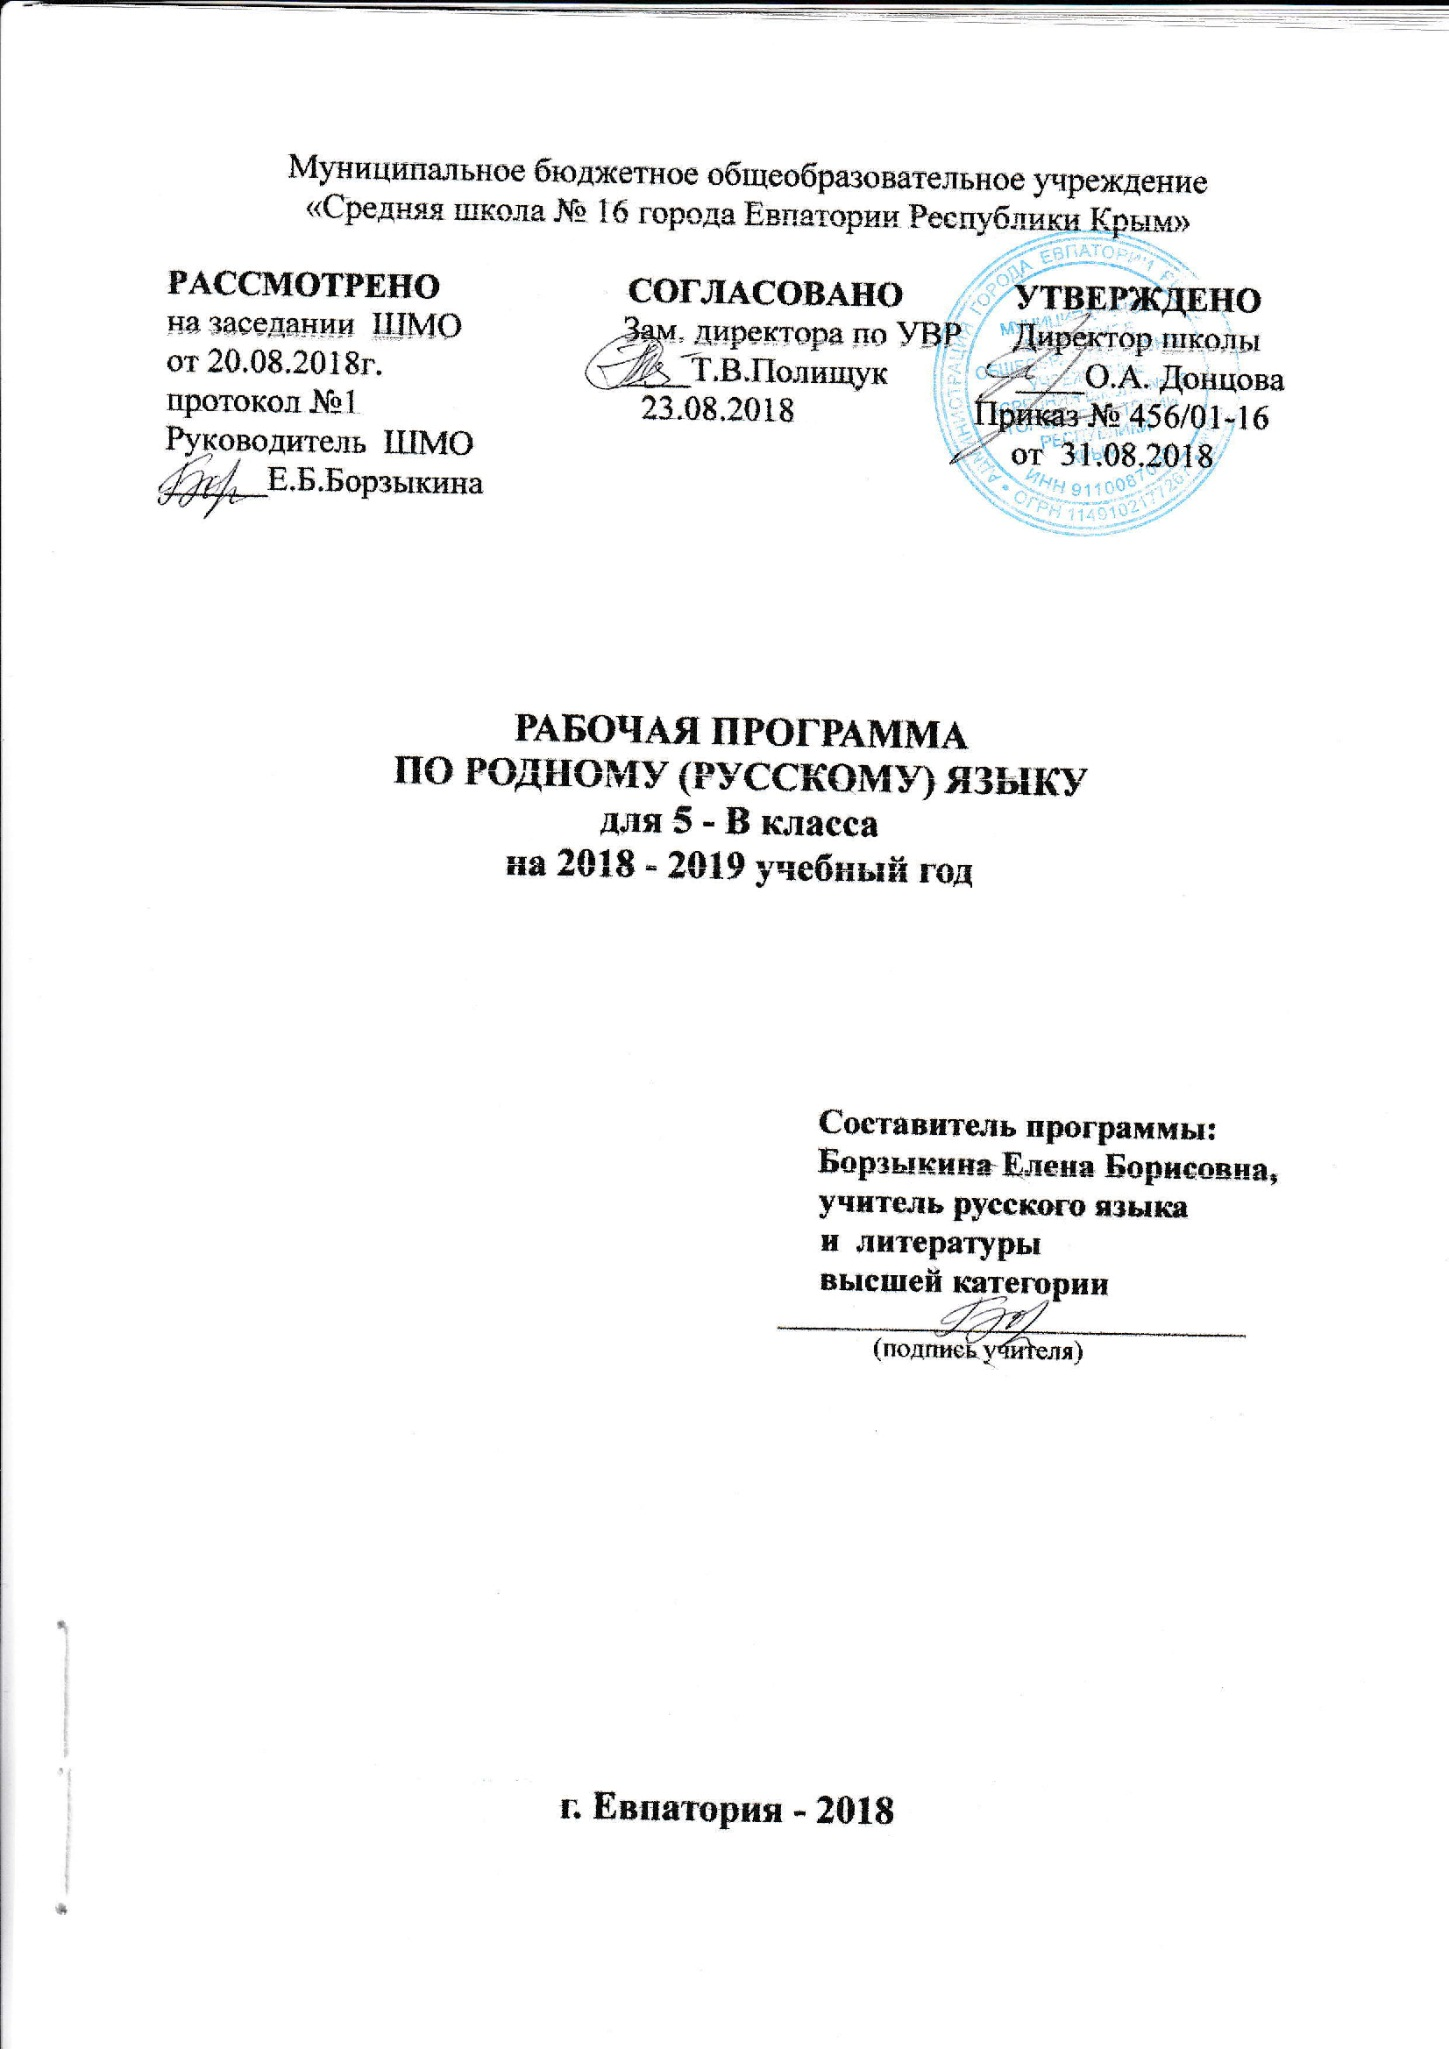 Муниципальное бюджетное общеобразовательное учреждение
«Средняя школа № 16 города Евпатории Республики Крым»
РАССМОТРЕНО
на заседании ШМО
от 20.08.2018г.
протокол №1
Руководитель ШМО
______Е.Б.Борзыкина
СОГЛАСОВАНО
Зам. директора по УВР
____Т.В.Полищук
23.08.2018
УТВЕРЖДЕНО
Директор школы
____О.А. Донцова
Приказ № 456/01-16
от 31.08.2018
РАБОЧАЯ ПРОГРАММА
ПО РОДНОМУ (РУССКОМУ) ЯЗЫКУ
для 5 - В класса
на 2018 - 2019 учебный год
Составитель программы:
Борзыкина Елена Борисовна,
учитель русского языка
и литературы
высшей категории
(подпись учителя)
г. Евпатория - 2018